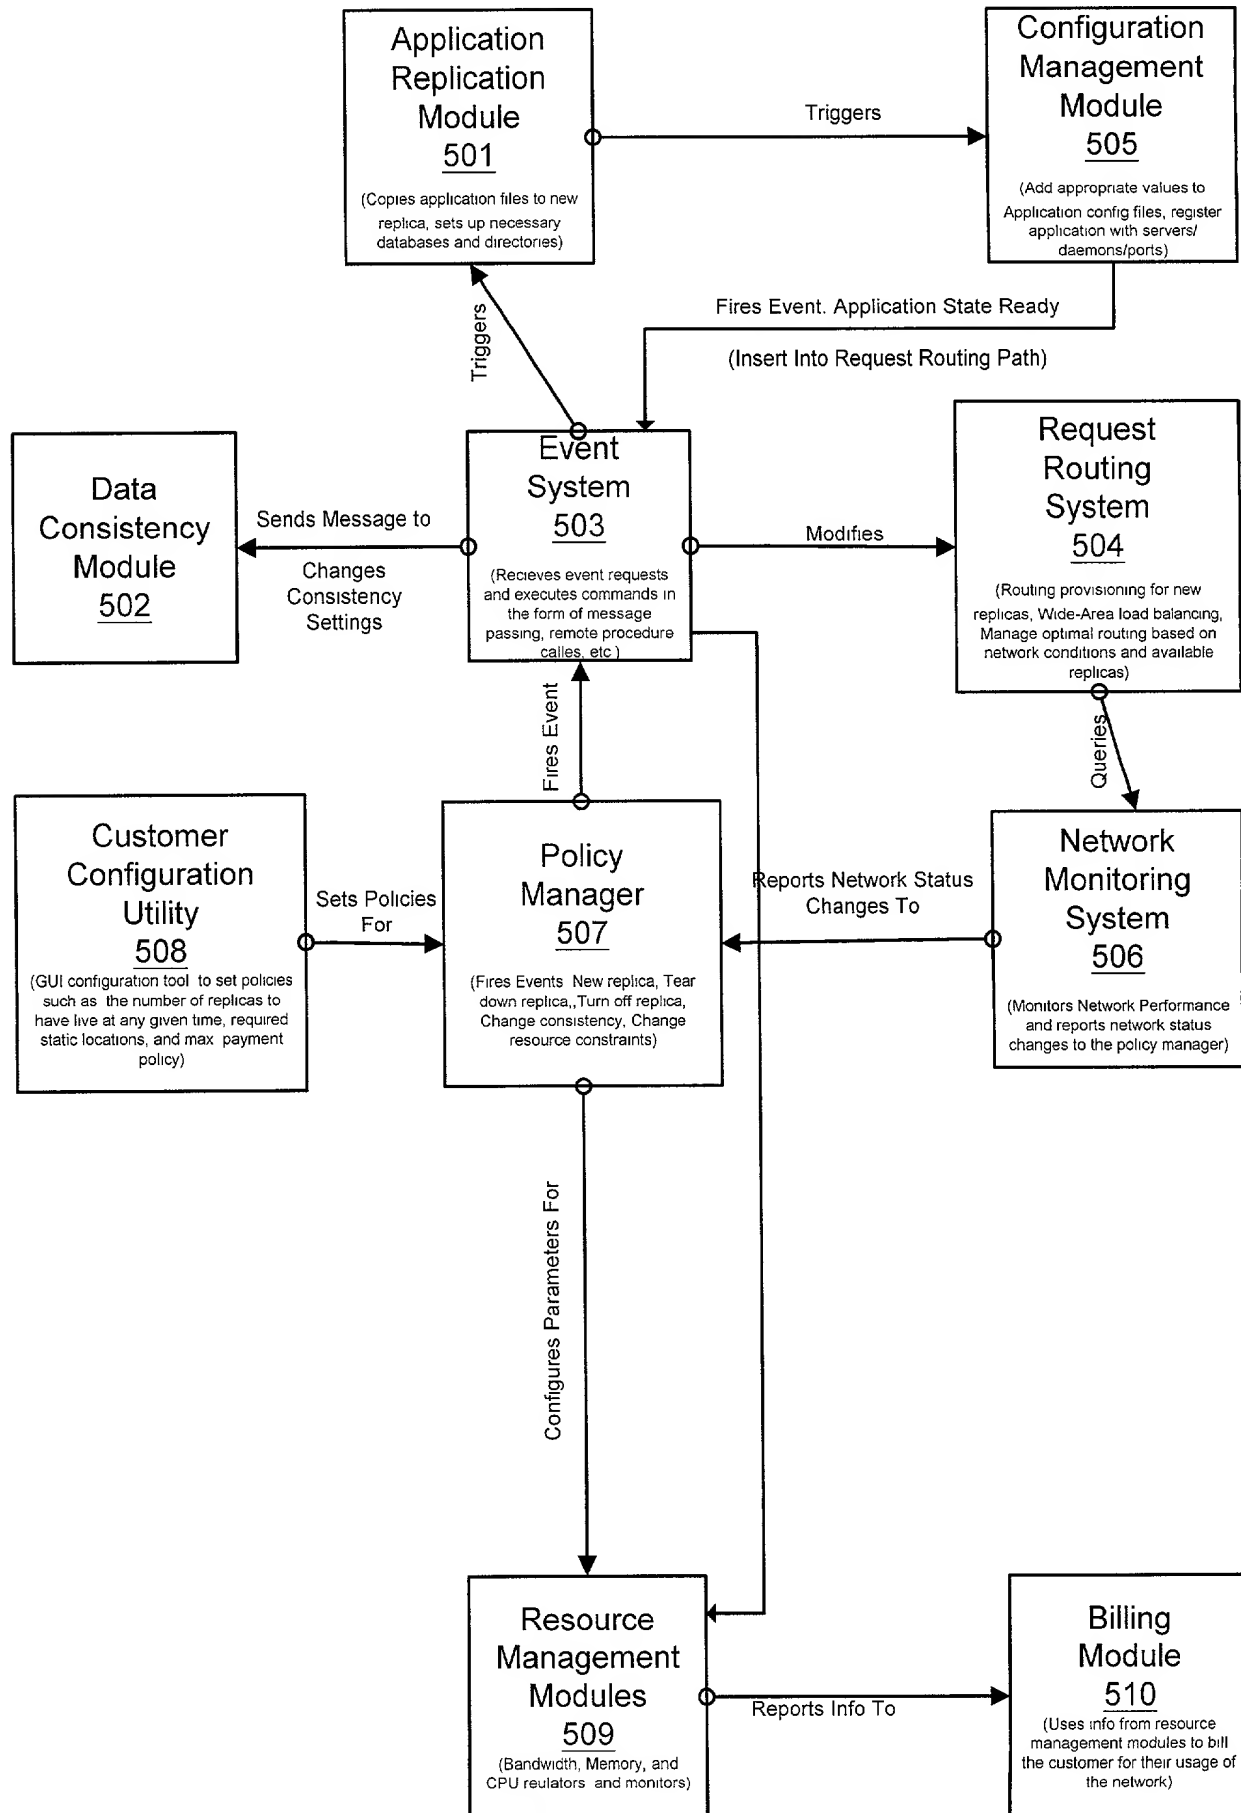 Application
Replication
Module
501
(Copies application files to new
replica, sets up necessary
databases and directories)
Triggers
Configuration
Management
Module
505
(Add appropriate values to
Application config files, register
application with servers/
daemons/ports)
Triggers
Fires Event. Application State Ready
(Insert Into Request Routing Path)
Data
Consistency
Module
502
Sends Message to
Changes
Consistency
Settings
Event
System
503
(Recieves event requests
and executes commands in
the form of message
passing, remote procedure
calles, etc )
Modifies
Request
Routing
System
504
(Routing provisioning for new
replicas, Wide-Area load balancing,
Manage optimal routing based on
network conditions and available
replicas)
Fires Event
Queries
Customer
Configuration
Utility
508
(GUI configuration tool to set policies
such as the number of replicas to
have live at any given time, required
static locations, and max payment
policy)
Sets Policies
For
Policy
Manager
507
(Fires Events New replica, Tear
down replica,,Turn off replica,
Change consistency, Change
resource constraints)
Reports Network Status
Changes To
Network
Monitoring
System
506
(Monitors Network Performance
and reports network status
changes to the policy manager)
Configures Parameters For
Resource
Management
Modules
509
(Bandwidth, Memory, and
CPU reulators and monitors)
Reports Info To
Billing
Module
510
(Uses info from resource
management modules to bill
the customer for their usage of
the network)